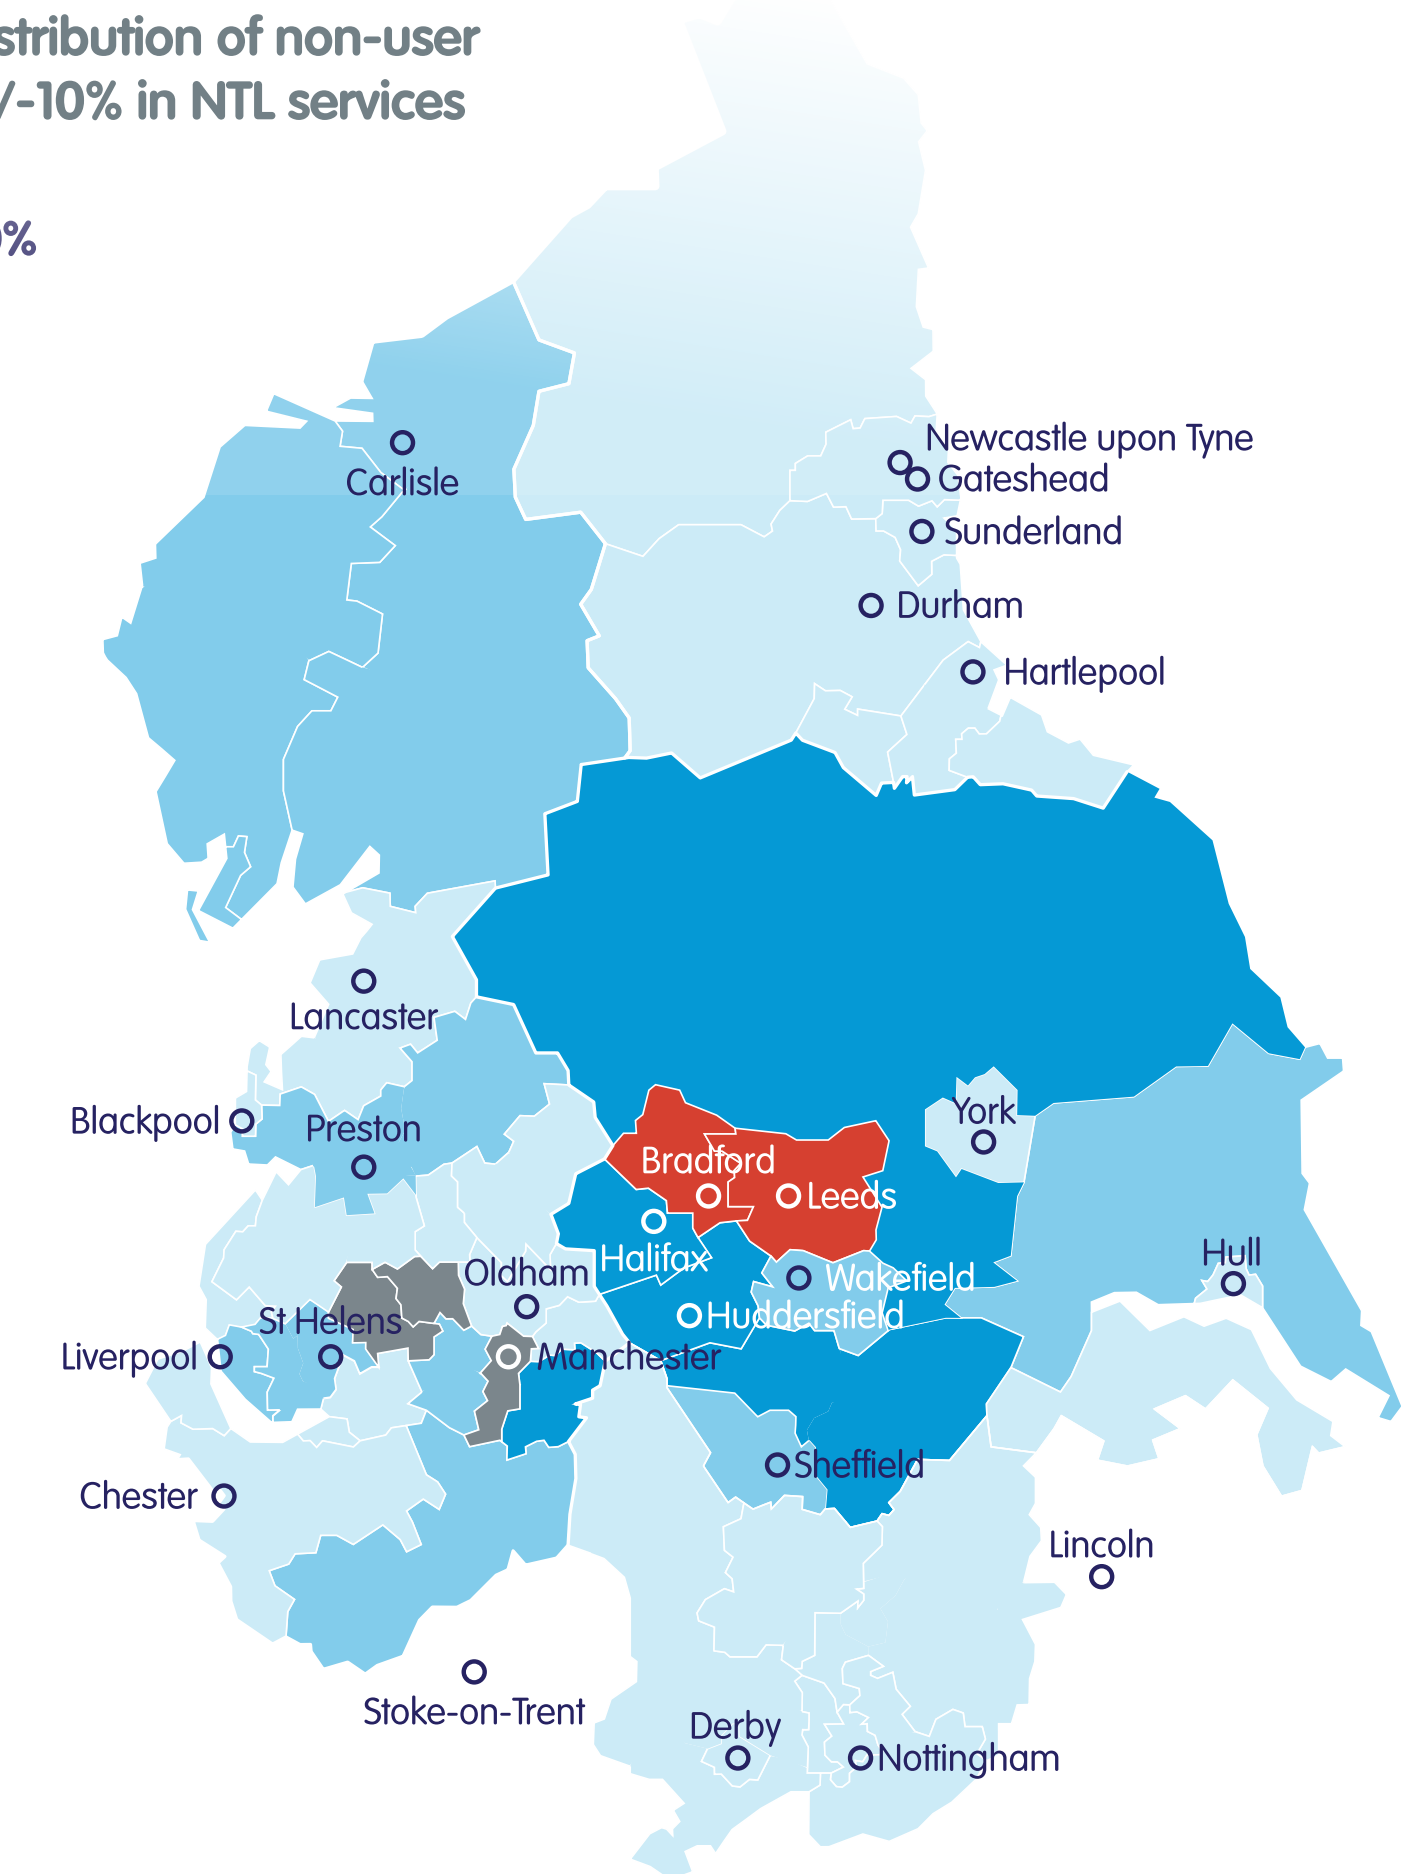 stribution of non-user
/-10% in NTL services
%
Newcastle upon Tyne
Carlisle
Gateshead
Sunderland
Durham
Hartlepool
Lancaster
Blackpool
Preston
York
Bradford
Leeds
Halifax
Hull
Oldham
Wakefield
St Helens
Huddersfield
Liverpool
Manchester
Sheffield
Chester
Lincoln
Stoke-on-Trent
Derby
Nottingham